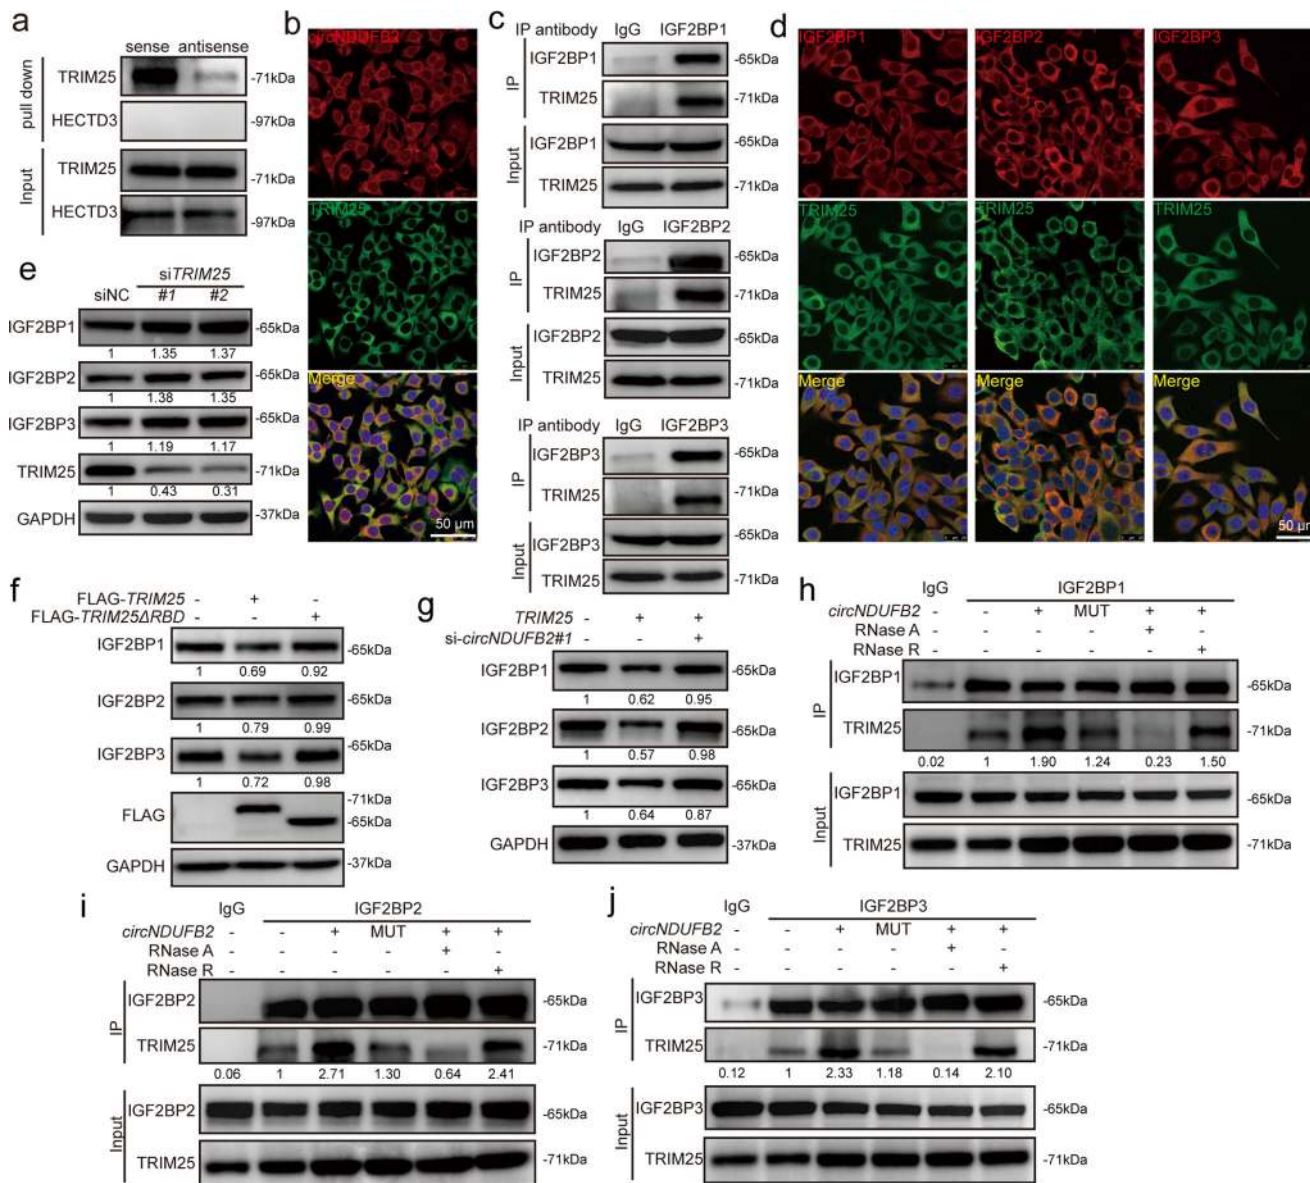 a
sense antisense
pull down
TRIM25
-71kDa
HECTD3
-97kDa
Input
TRIM25
-71kDa
HECTD3
-97kDa
b
circNDUFB2
TRIM25
Merge
50 μm
c
IP antibody IgG IGF2BP1
IP
IGF2BP1
-65kDa
TRIM25
-71kDa
Input
IGF2BP1
-65kDa
TRIM25
-71kDa
IP antibody IgG IGF2BP2
IP
IGF2BP2
-65kDa
TRIM25
-71kDa
Input
IGF2BP2
-65kDa
TRIM25
-71kDa
IP antibody IgG IGF2BP3
IP
IGF2BP3
-65kDa
TRIM25
-71kDa
Input
IGF2BP3
-65kDa
TRIM25
-71kDa
d
IGF2BP1 IGF2BP2 IGF2BP3
TRIM25 TRIM25 TRIM25
Merge Merge Merge
50 μm
e
siTRIM25
siNC #1 #2
IGF2BP1 -65kDa
1 1.35 1.37
IGF2BP2 -65kDa
1 1.38 1.35
IGF2BP3 -65kDa
1 1.19 1.17
TRIM25 -71kDa
1 0.43 0.31
GAPDH -37kDa
f
FLAG-TRIM25 - + -
FLAG-TRIM25ΔRBD - - +
IGF2BP1 -65kDa
1 0.69 0.92
IGF2BP2 -65kDa
1 0.79 0.99
IGF2BP3 -65kDa
1 0.72 0.98
-71kDa
FLAG -65kDa
GAPDH -37kDa
g
TRIM25 - + +
si-circNDUFB2#1 - - +
IGF2BP1 -65kDa
1 0.62 0.95
IGF2BP2 -65kDa
1 0.57 0.98
IGF2BP3 -65kDa
1 0.64 0.87
GAPDH -37kDa
h
IgG IGF2BP1
circNDUFB2 - - + MUT + +
RNase A - - - - + -
RNase R - - - - - +
IP
IGF2BP1 -65kDa
TRIM25 -71kDa
0.02 1 1.90 1.24 0.23 1.50
Input
IGF2BP1 -65kDa
TRIM25 -71kDa
i
IgG IGF2BP2
circNDUFB2 - - + MUT + +
RNase A - - - - + -
RNase R - - - - - +
IP
IGF2BP2 -65kDa
TRIM25 -71kDa
0.06 1 2.71 1.30 0.64 2.41
Input
IGF2BP2 -65kDa
TRIM25 -71kDa
j
IgG IGF2BP3
circNDUFB2 - - + MUT + +
RNase A - - - - + -
RNase R - - - - - +
IP
IGF2BP3 -65kDa
TRIM25 -71kDa
0.12 1 2.33 1.18 0.14 2.10
Input
IGF2BP3 -65kDa
TRIM25 -71kDa